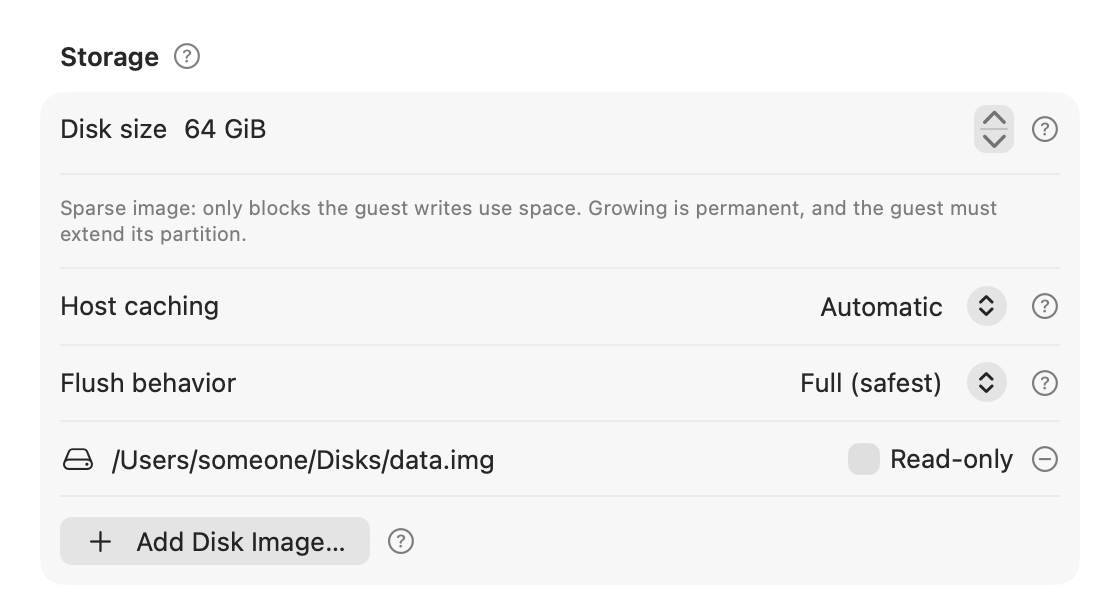 Storage ?
Disk size 64 GiB ?
Sparse image: only blocks the guest writes use space. Growing is permanent, and the guest must
extend its partition.
Host caching Automatic ?
Flush behavior Full (safest) ?
/Users/someone/Disks/data.img Read-only
+ Add Disk Image... ?